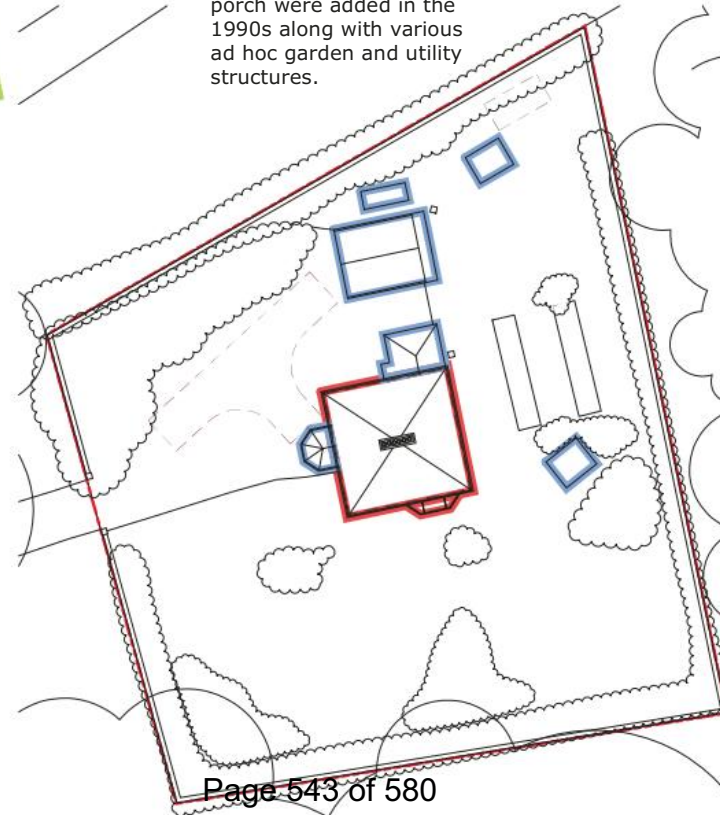 porch were added in the
1990s along with various
ad hoc garden and utility
structures.
Page 543 of 580